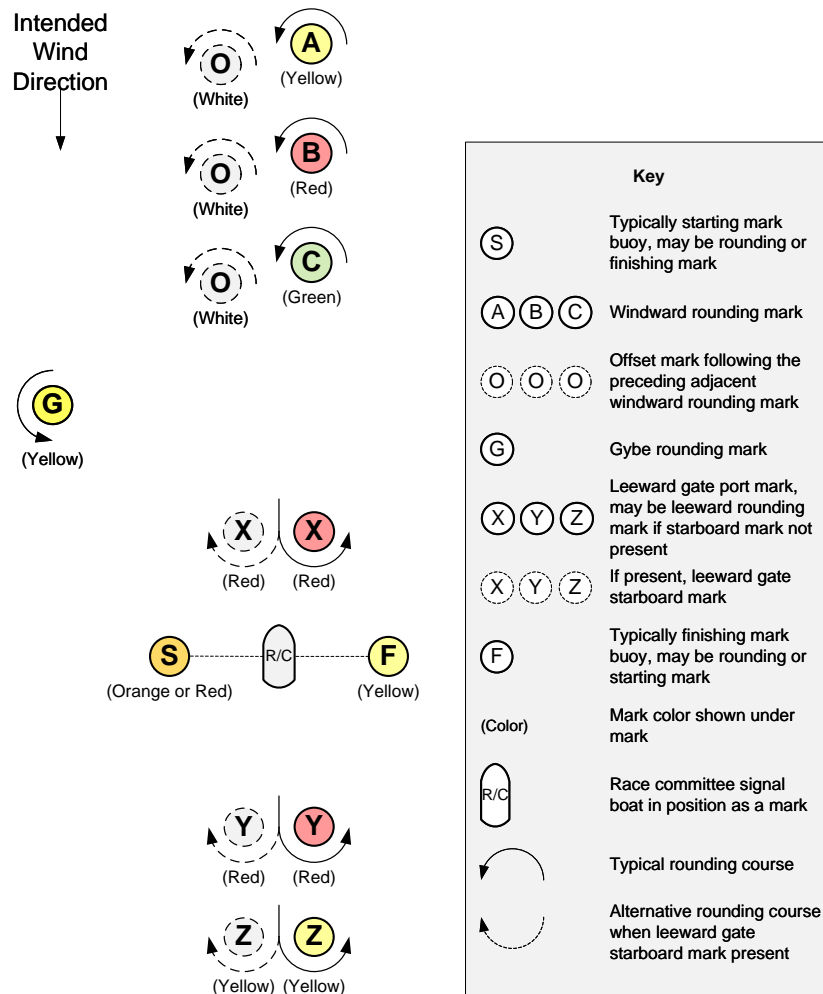 Intended
Wind
Direction
A
(Yellow)
O
(White)
B
(Red)
O
(White)
C
(Green)
O
(White)
G
(Yellow)
X X
(Red) (Red)
S R/C F
(Orange or Red) (Yellow)
Y Y
(Red) (Red)
Z Z
(Yellow) (Yellow)
Key
S
Typically starting mark
buoy, may be rounding or
finishing mark
A B C Windward rounding mark
O O O
Offset mark following the
preceding adjacent
windward rounding mark
G Gybe rounding mark
X Y Z
Leeward gate port mark,
may be leeward rounding
mark if starboard mark not
present
X Y Z
If present, leeward gate
starboard mark
F
Typically finishing mark
buoy, may be rounding or
starting mark
(Color)
Mark color shown under
mark
R/C
Race committee signal
boat in position as a mark
Typical rounding course
Alternative rounding course
when leeward gate
starboard mark present